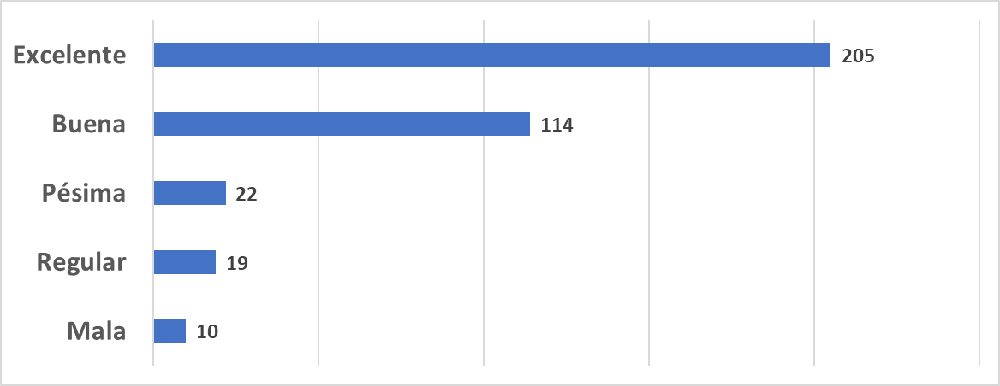 Excelente 205
Buena 114
Pésima 22
Regular 19
Mala 10